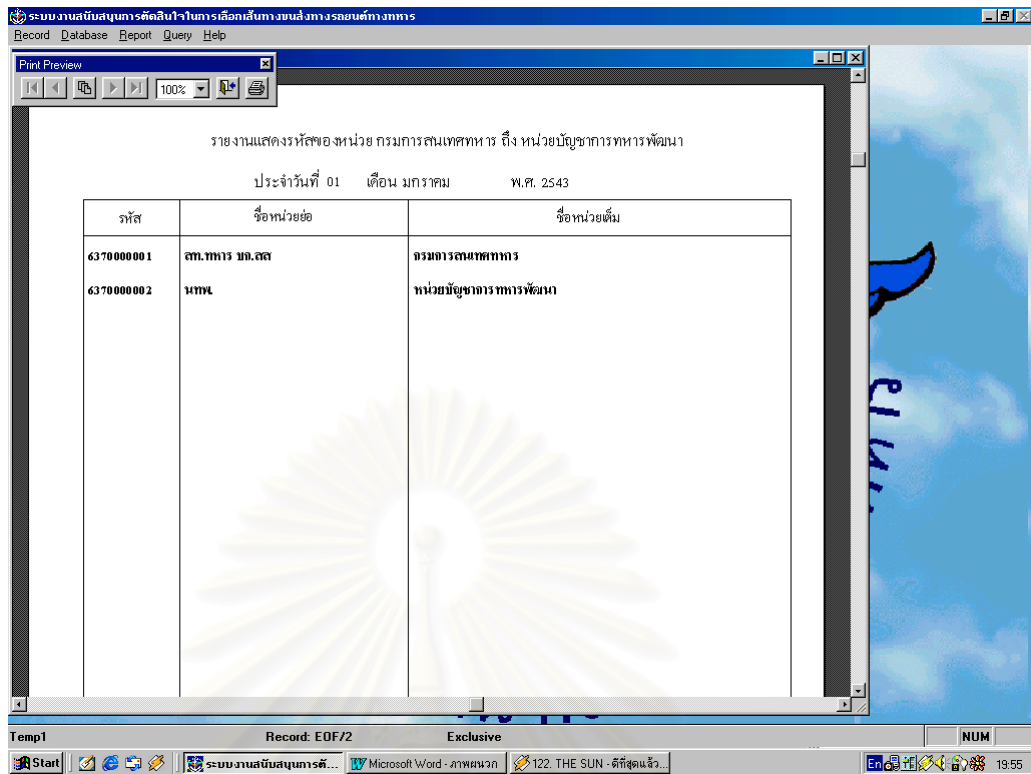 ระบบงานสนับสนุนการตัดสินใจในการเลือกเส้นทางขนส่งทางรถยนต์ทางทหาร
Record Database Report Query Help
Print Preview
100%
รายงานแสดงรหัสของหน่วย กรมการสนเทศทหาร ถึง หน่วยบัญชาการทหารพัฒนา
ประจำวันที่ 01 เดือน มกราคม พ.ศ. 2543
รหัส ชื่อหน่วยย่อ ชื่อหน่วยเต็ม
6370000001 สท.ทหาร บก.สส กรมการสนเทศทหาร
6370000002 นทพ. หน่วยบัญชาการทหารพัฒนา
Temp1 Record: EOF/2 Exclusive NUM
Start ระบบงานสนับสนุนการตั... Microsoft Word - ภาพผนวก 122. THE SUN - ดีที่สุดแล้ว... En 19:55